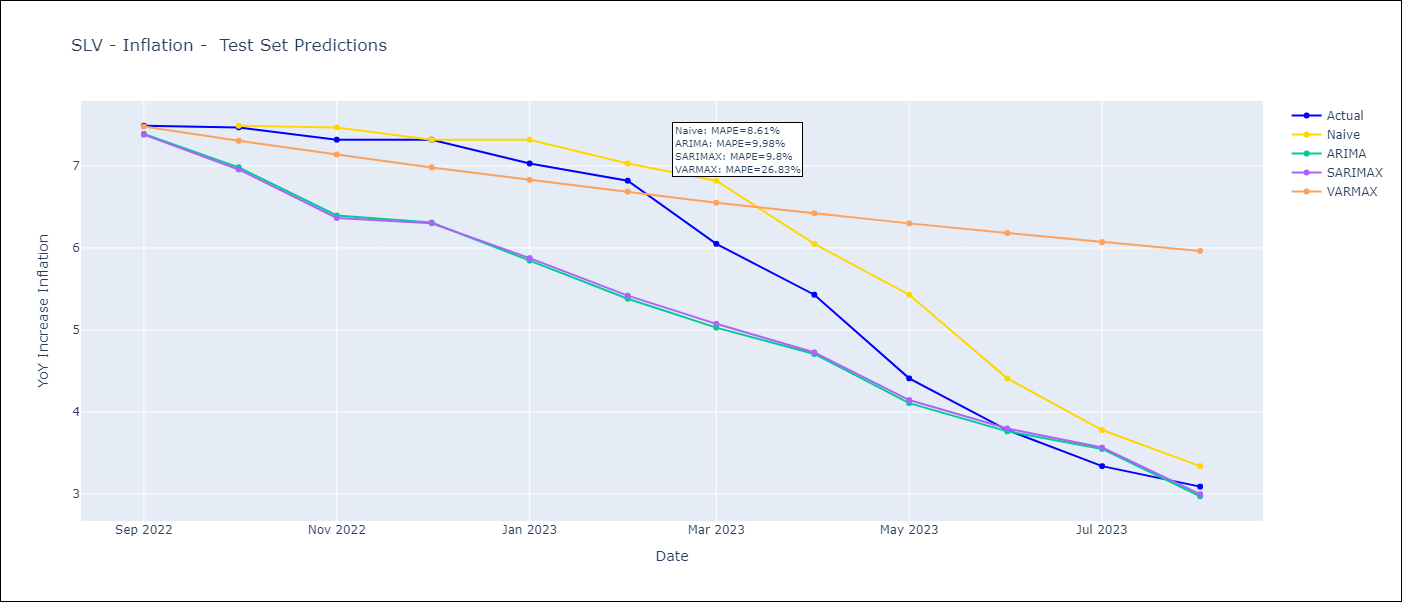 SLV - Inflation -  Test Set Predictions
Actual
Naive
ARIMA
SARIMAX
VARMAX
Naive: MAPE=8.61%
ARIMA: MAPE=9.98%
SARIMAX: MAPE=9.8%
VARMAX: MAPE=26.83%
YoY Increase Inflation
7
6
5
4
3
Sep 2022
Nov 2022
Jan 2023
Mar 2023
May 2023
Jul 2023
Date